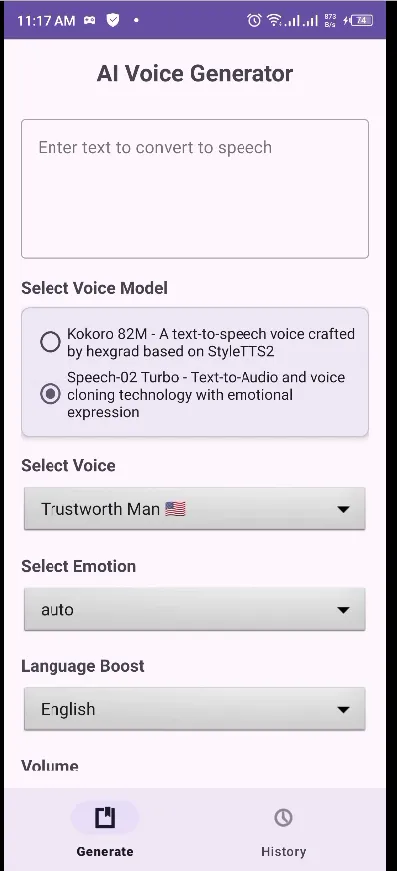 11:17 AM
873
B/s
74
AI Voice Generator
Enter text to convert to speech
Select Voice Model
Kokoro 82M - A text-to-speech voice crafted
by hexgrad based on StyleTTS2
Speech-02 Turbo - Text-to-Audio and voice
cloning technology with emotional
expression
Select Voice
Trustworth Man 🇺🇸
Select Emotion
auto
Language Boost
English
Volume
Generate
History